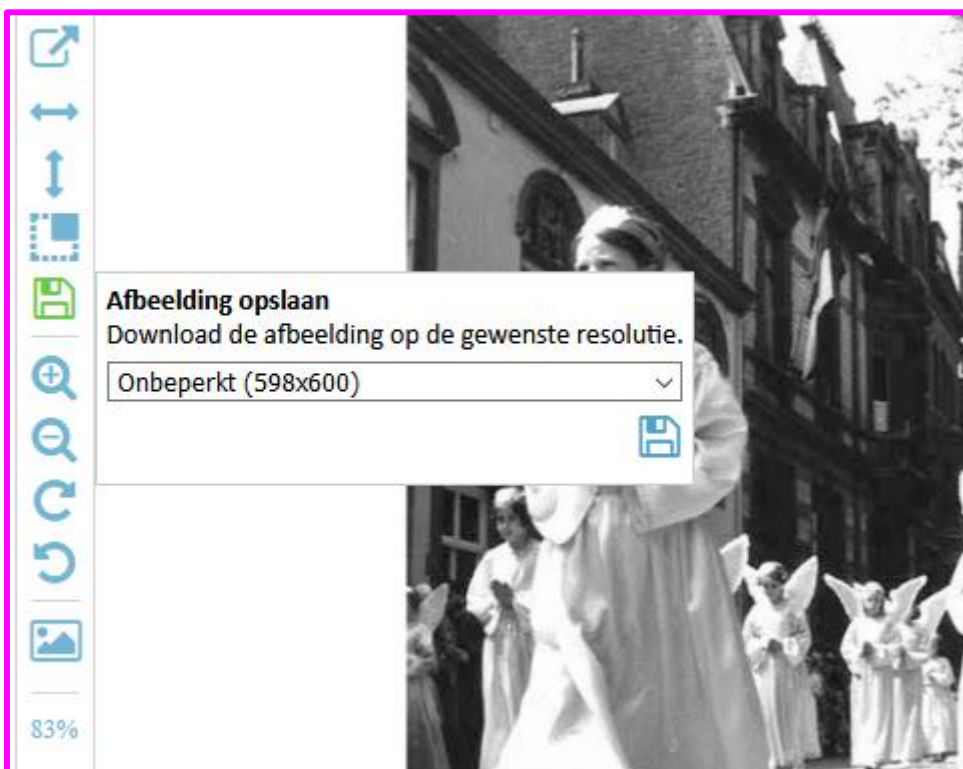 Afbeelding opslaan
Download de afbeelding op de gewenste resolutie.
Onbeperkt (598x600)
83%